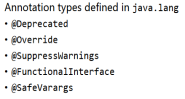 Annotation types defined in java.lang
• @Deprecated
• @Override
• @SuppressWarnings
• @FunctionalInterface
• @SafeVarargs